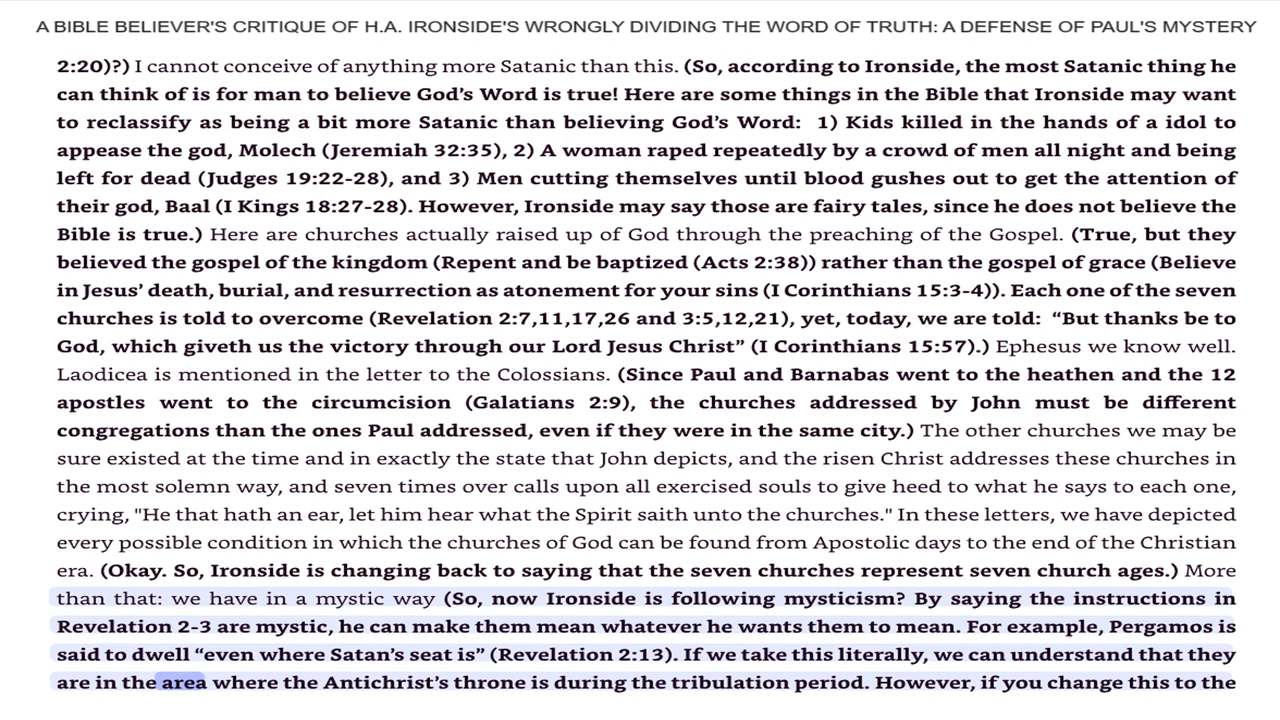 A BIBLE BELIEVER'S CRITIQUE OF H.A. IRONSIDE'S WRONGLY DIVIDING THE WORD OF TRUTH: A DEFENSE OF PAUL'S MYSTERY
2:20)?) I cannot conceive of anything more Satanic than this. (So, according to Ironside, the most Satanic thing he
can think of is for man to believe God’s Word is true! Here are some things in the Bible that Ironside may want
to reclassify as being a bit more Satanic than believing God’s Word: 1) Kids killed in the hands of a idol to
appease the god, Molech (Jeremiah 32:35), 2) A woman raped repeatedly by a crowd of men all night and being
left for dead (Judges 19:22-28), and 3) Men cutting themselves until blood gushes out to get the attention of
their god, Baal (I Kings 18:27-28). However, Ironside may say those are fairy tales, since he does not believe the
Bible is true.) Here are churches actually raised up of God through the preaching of the Gospel. (True, but they
believed the gospel of the kingdom (Repent and be baptized (Acts 2:38)) rather than the gospel of grace (Believe
in Jesus’ death, burial, and resurrection as atonement for your sins (I Corinthians 15:3-4)). Each one of the seven
churches is told to overcome (Revelation 2:7,11,17,26 and 3:5,12,21), yet, today, we are told: “But thanks be to
God, which giveth us the victory through our Lord Jesus Christ” (I Corinthians 15:57).) Ephesus we know well.
Laodicea is mentioned in the letter to the Colossians. (Since Paul and Barnabas went to the heathen and the 12
apostles went to the circumcision (Galatians 2:9), the churches addressed by John must be different
congregations than the ones Paul addressed, even if they were in the same city.) The other churches we may be
sure existed at the time and in exactly the state that John depicts, and the risen Christ addresses these churches in
the most solemn way, and seven times over calls upon all exercised souls to give heed to what he says to each one,
crying, "He that hath an ear, let him hear what the Spirit saith unto the churches." In these letters, we have depicted
every possible condition in which the churches of God can be found from Apostolic days to the end of the Christian
era. (Okay. So, Ironside is changing back to saying that the seven churches represent seven church ages.) More
than that: we have in a mystic way (So, now Ironside is following mysticism? By saying the instructions in
Revelation 2-3 are mystic, he can make them mean whatever he wants them to mean. For example, Pergamos is
said to dwell “even where Satan’s seat is” (Revelation 2:13). If we take this literally, we can understand that they
are in the area where the Antichrist’s throne is during the tribulation period. However, if you change this to the